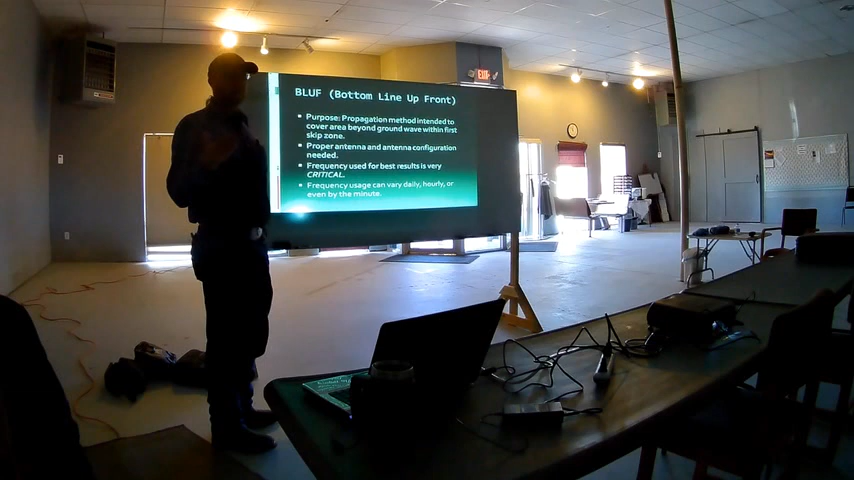 EXIT
BLUF (Bottom Line Up Front)
Purpose: Propagation method intended to
cover area beyond ground wave within first
skip zone.
Proper antenna and antenna configuration
needed.
Frequency used for best results is very
CRITICAL.
Frequency usage can vary daily, hourly, or
even by the minute.